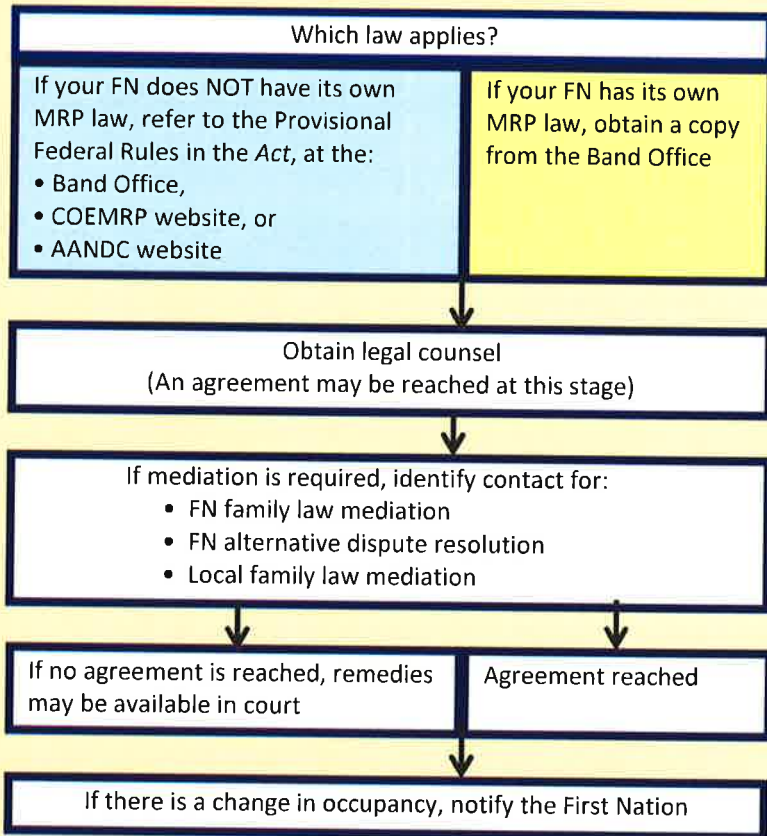 Which law applies?
If your FN does NOT have its own
MRP law, refer to the Provisional
Federal Rules in the Act, at the:
• Band Office,
• COEMRP website, or
• AANDC website
If your FN has its own
MRP law, obtain a copy
from the Band Office
Obtain legal counsel
(An agreement may be reached at this stage)
If mediation is required, identify contact for:
• FN family law mediation
• FN alternative dispute resolution
• Local family law mediation
If no agreement is reached, remedies
may be available in court
Agreement reached
If there is a change in occupancy, notify the First Nation